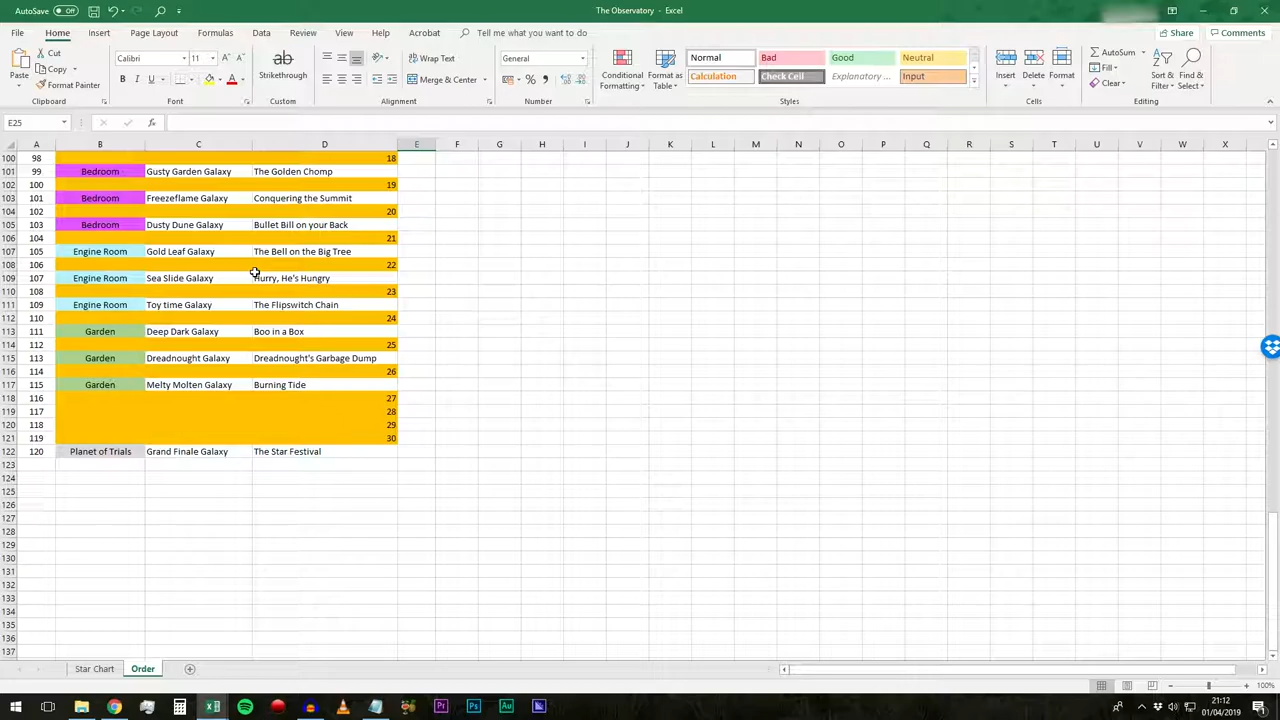 AutoSave Off The Observatory - Excel
File Home Insert Page Layout Formulas Data Review View Help Acrobat Tell me what you want to do Share Comments
Paste Cut Copy Format Painter Clipboard
Calibri 11 B I U Font
Strikethrough Custom
Wrap Text Merge & Center Alignment
General % Number
Conditional Formatting Format as Table Normal Bad Good Neutral Calculation Check Cell Explanatory ... Input Styles
Insert Delete Format Cells
AutoSum Fill Clear Sort & Filter Find & Select Editing
E25 fx
A B C D E F G H I J K L M N O P Q R S T U V W X
100 98 18
101 99 Bedroom Gusty Garden Galaxy The Golden Chomp
102 100 19
103 101 Bedroom Freezeflame Galaxy Conquering the Summit
104 102 20
105 103 Bedroom Dusty Dune Galaxy Bullet Bill on your Back
106 104 21
107 105 Engine Room Gold Leaf Galaxy The Bell on the Big Tree
108 106 22
109 107 Engine Room Sea Slide Galaxy Hurry, He's Hungry
110 108 23
111 109 Engine Room Toy time Galaxy The Flipswitch Chain
112 110 24
113 111 Garden Deep Dark Galaxy Boo in a Box
114 112 25
115 113 Garden Dreadnought Galaxy Dreadnought's Garbage Dump
116 114 26
117 115 Garden Melty Molten Galaxy Burning Tide
118 116 27
119 117 28
120 118 29
121 119 30
122 120 Planet of Trials Grand Finale Galaxy The Star Festival
123
124
125
126
127
128
129
130
131
132
133
134
135
136
137
Star Chart Order
100%
Pr Ps Au
21:12
01/04/2019